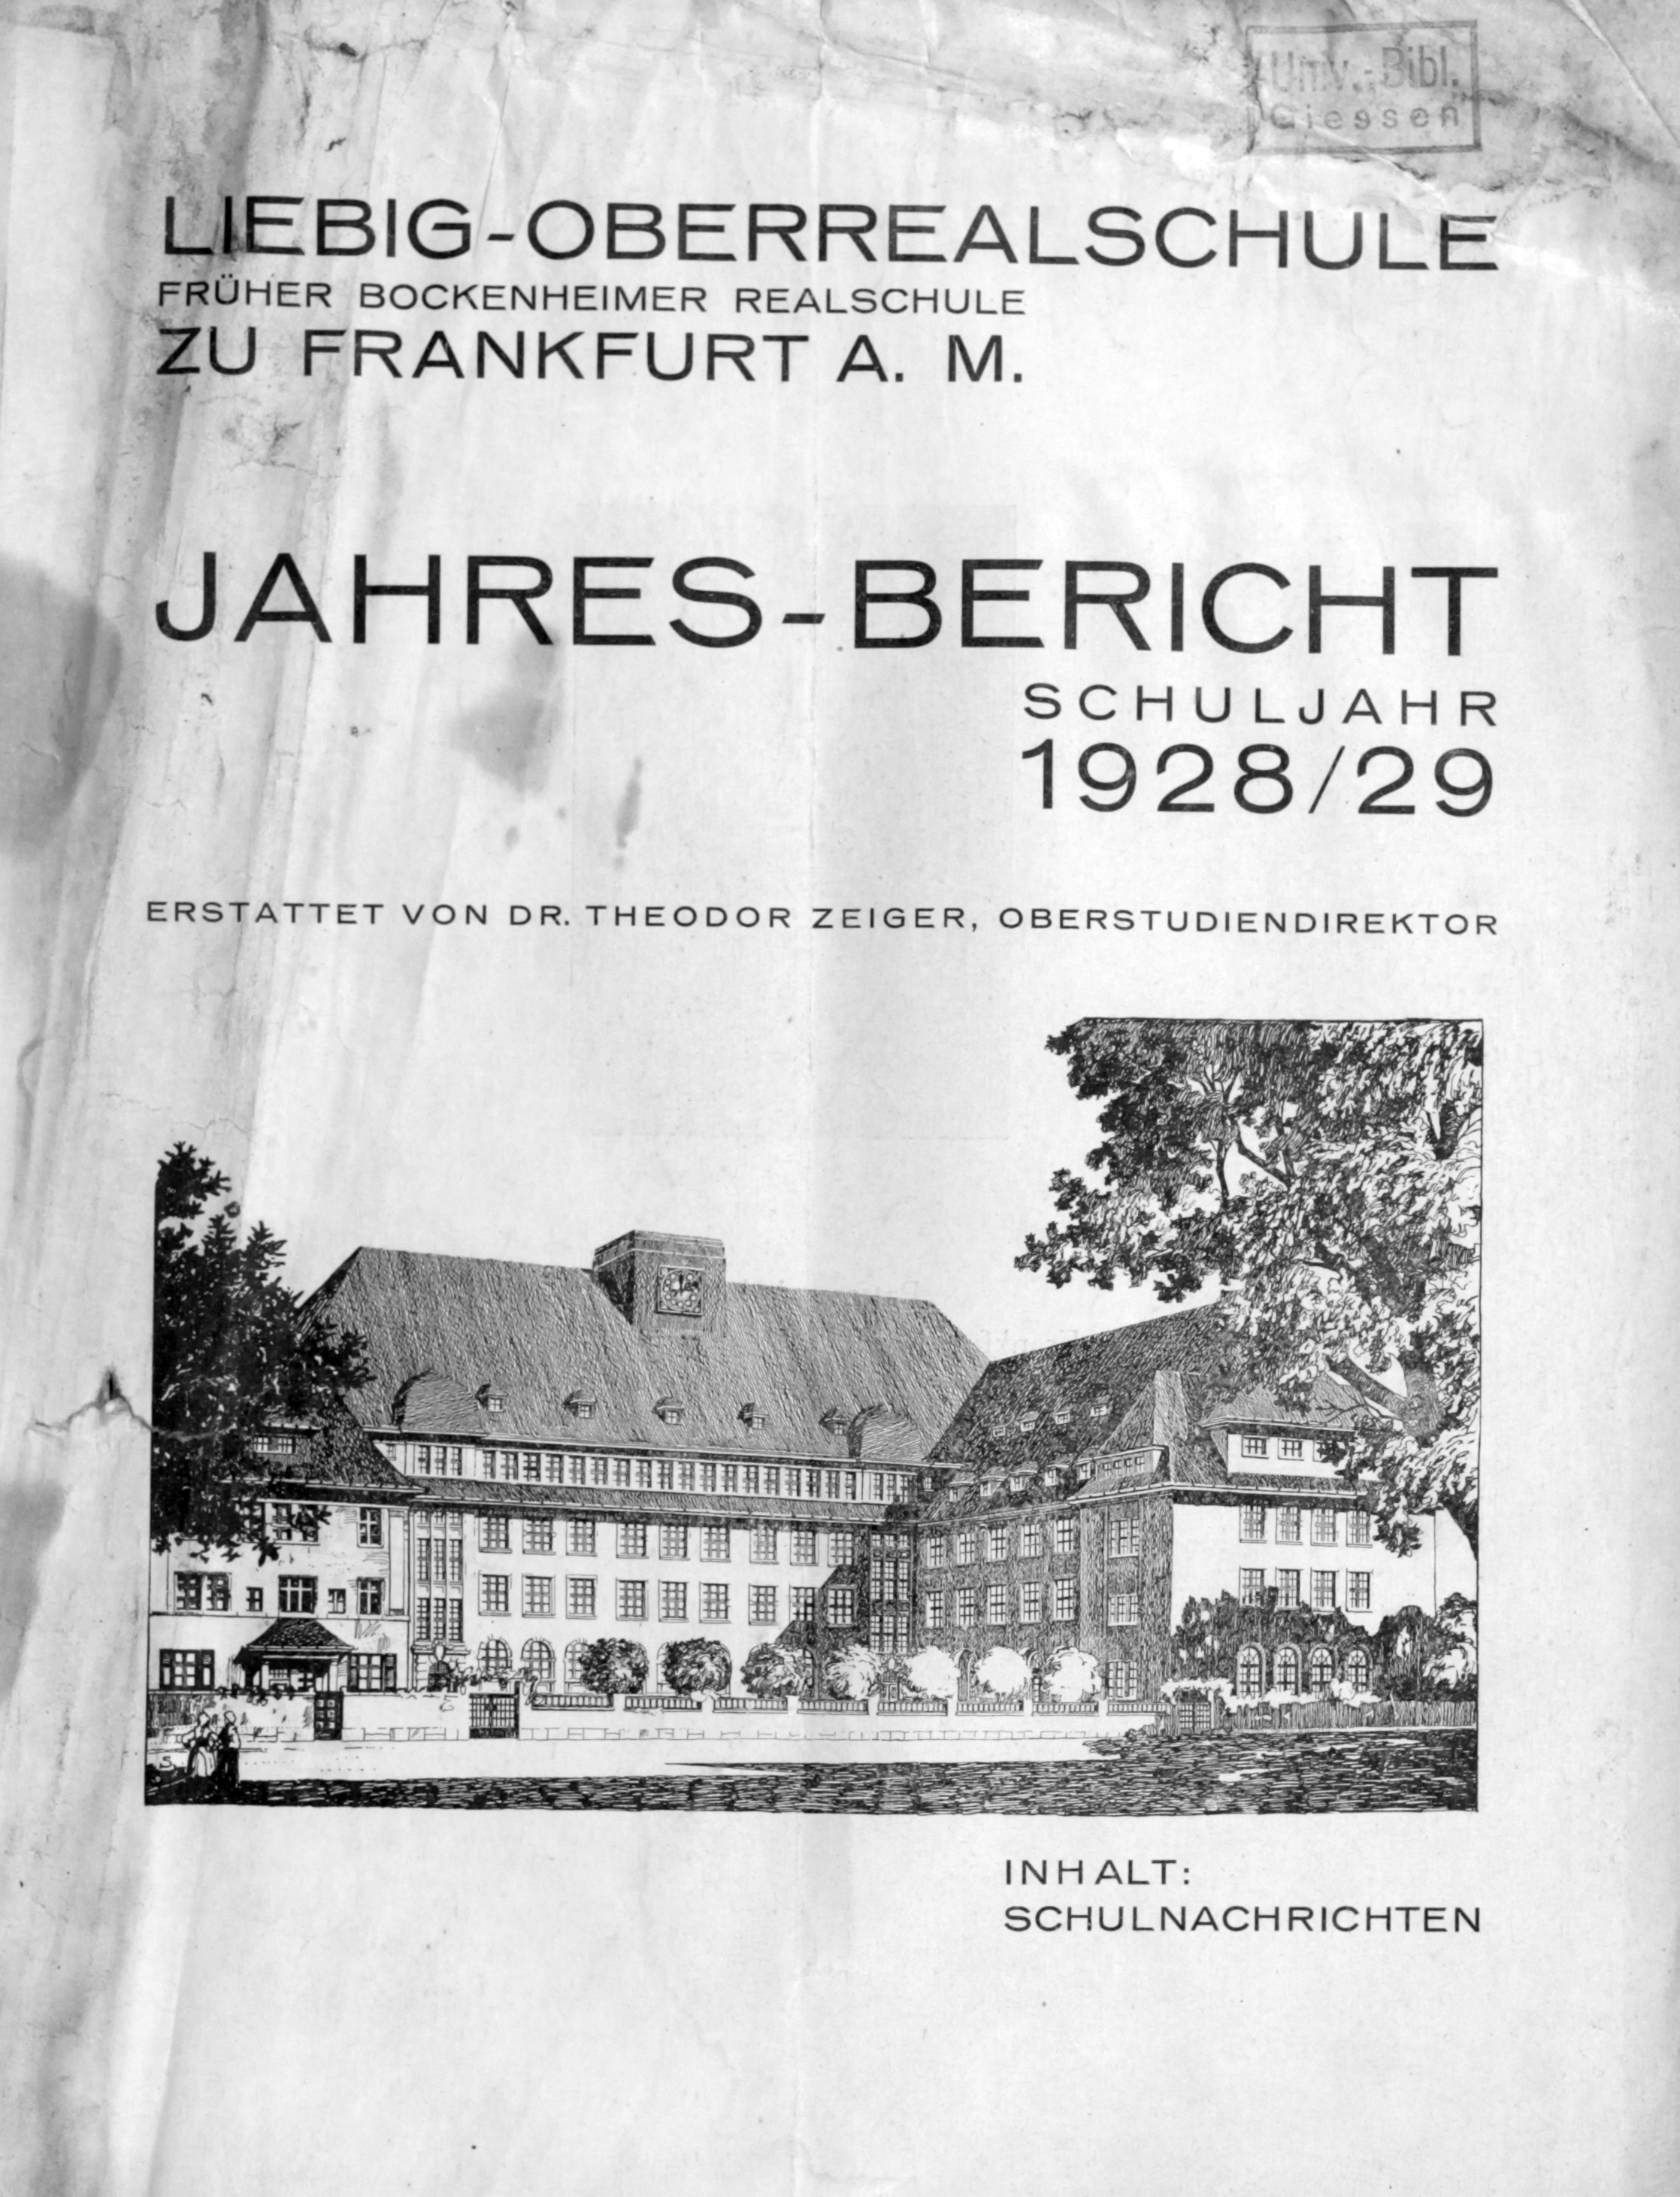 Univ.-Bibl.
Giessen
LIEBIG-OBERREALSCHULE
FRÜHER BOCKENHEIMER REALSCHULE
ZU FRANKFURT A. M.
JAHRES-BERICHT
SCHULJAHR
1928/29
ERSTATTET VON DR. THEODOR ZEIGER, OBERSTUDIENDIREKTOR
INHALT:
SCHULNACHRICHTEN